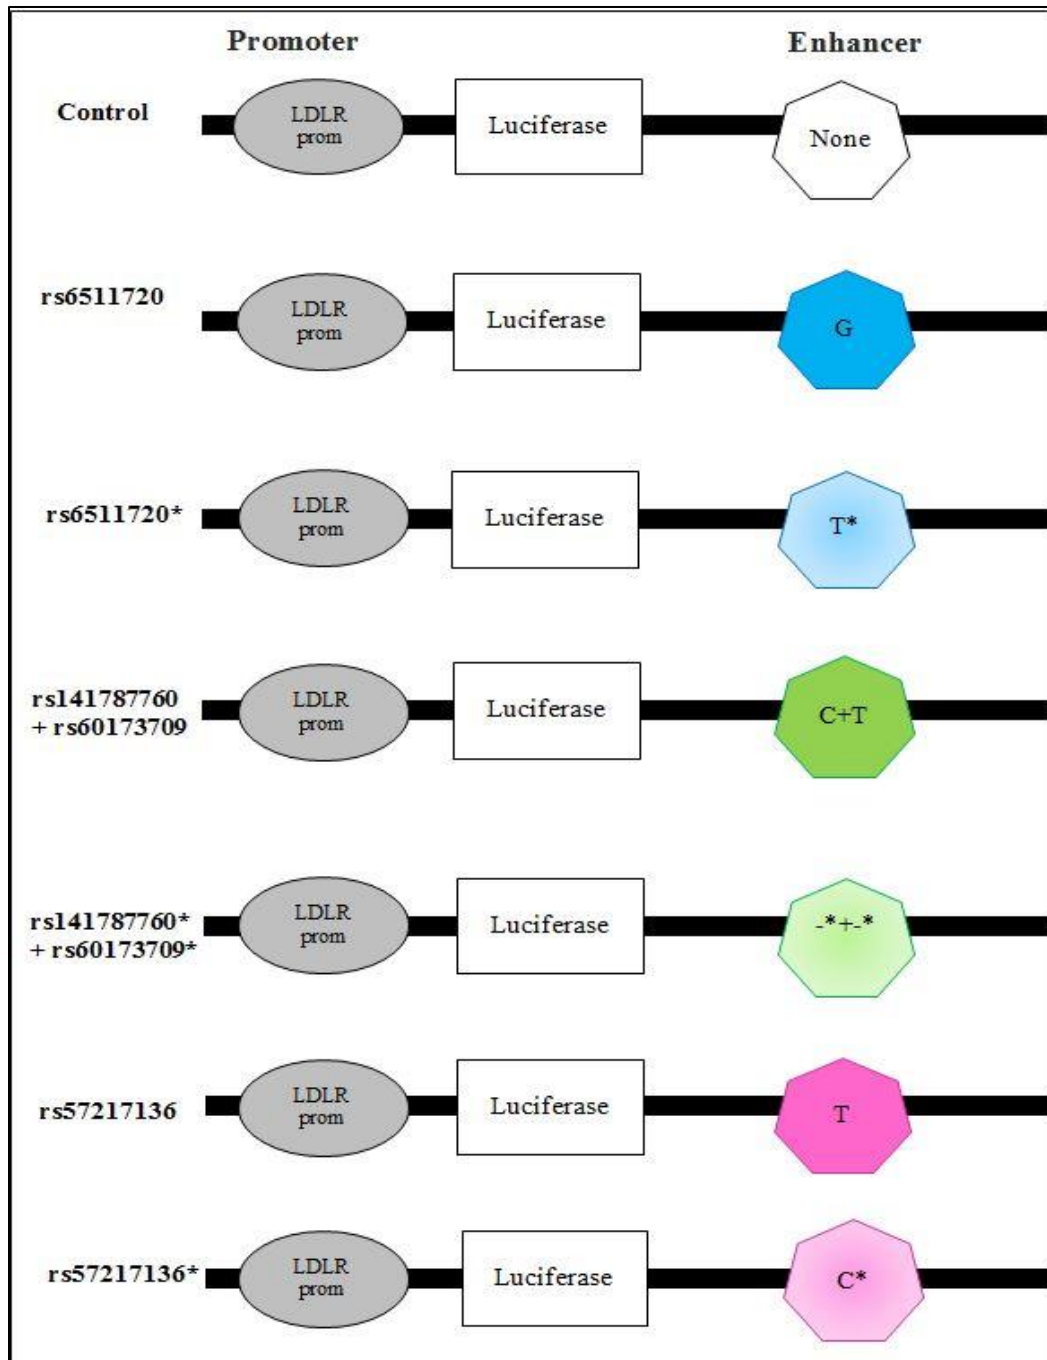 Promoter Enhancer
Control
LDLR
prom
Luciferase
None
rs6511720
LDLR
prom
Luciferase
G
rs6511720*
LDLR
prom
Luciferase
T*
rs141787760
+ rs60173709
LDLR
prom
Luciferase
C+T
rs141787760*
+ rs60173709*
LDLR
prom
Luciferase
-*+-*
rs57217136
LDLR
prom
Luciferase
T
rs57217136*
LDLR
prom
Luciferase
C*